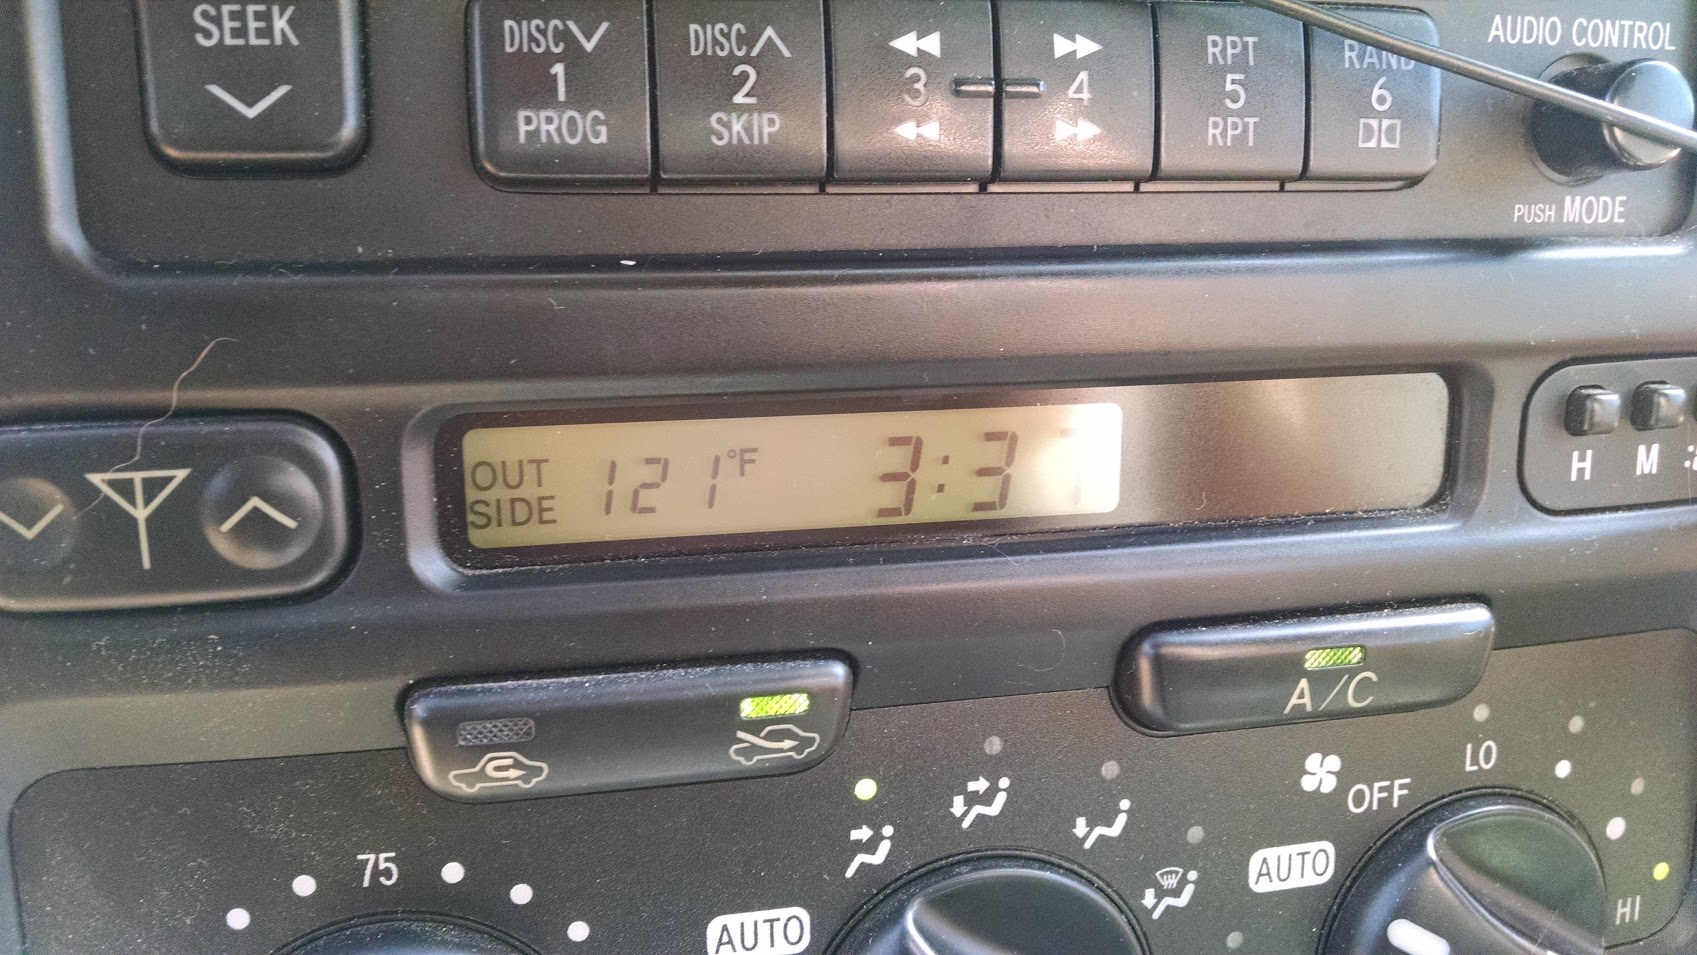 SEEK
DISC
1
PROG
DISC
2
SKIP
3
4
RPT
5
RPT
RAND
6
AUDIO CONTROL
PUSH MODE
OUT
SIDE
121°F
3:3
H
M
A/C
75
AUTO
AUTO
OFF
LO
HI